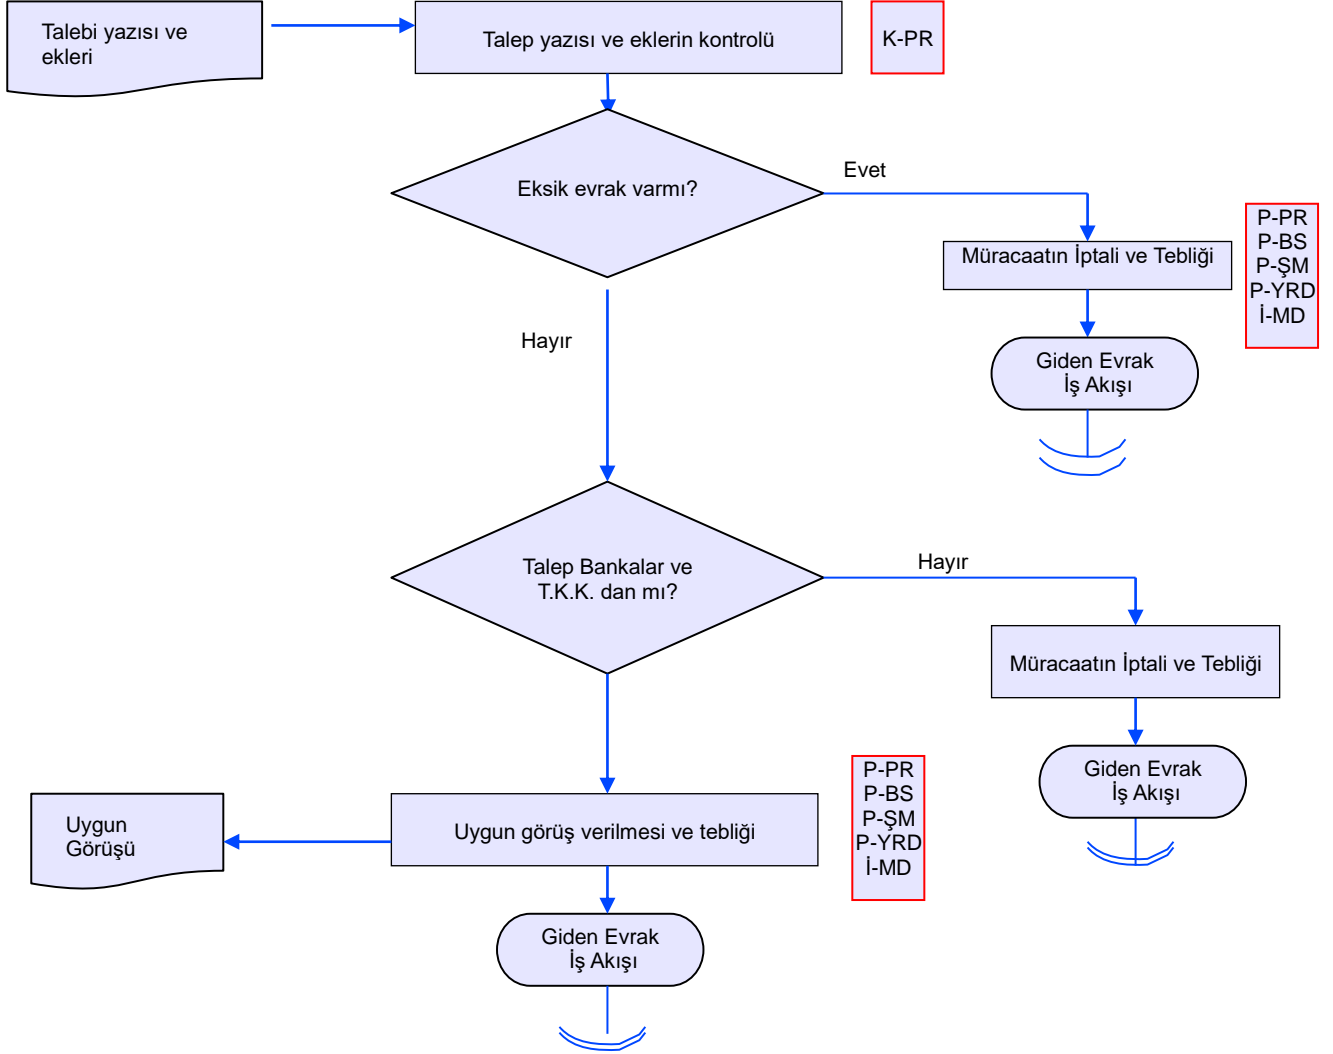 Talebi yazısı ve
ekleri
Talep yazısı ve eklerin kontrolü
K-PR
Eksik evrak varmı?
Evet
P-PR
P-BS
P-ŞM
P-YRD
İ-MD
Müracaatın İptali ve Tebliği
Giden Evrak
İş Akışı
Hayır
Talep Bankalar ve
T.K.K. dan mı?
Hayır
Müracaatın İptali ve Tebliği
Giden Evrak
İş Akışı
P-PR
P-BS
P-ŞM
P-YRD
İ-MD
Uygun görüş verilmesi ve tebliği
Uygun
Görüşü
Giden Evrak
İş Akışı